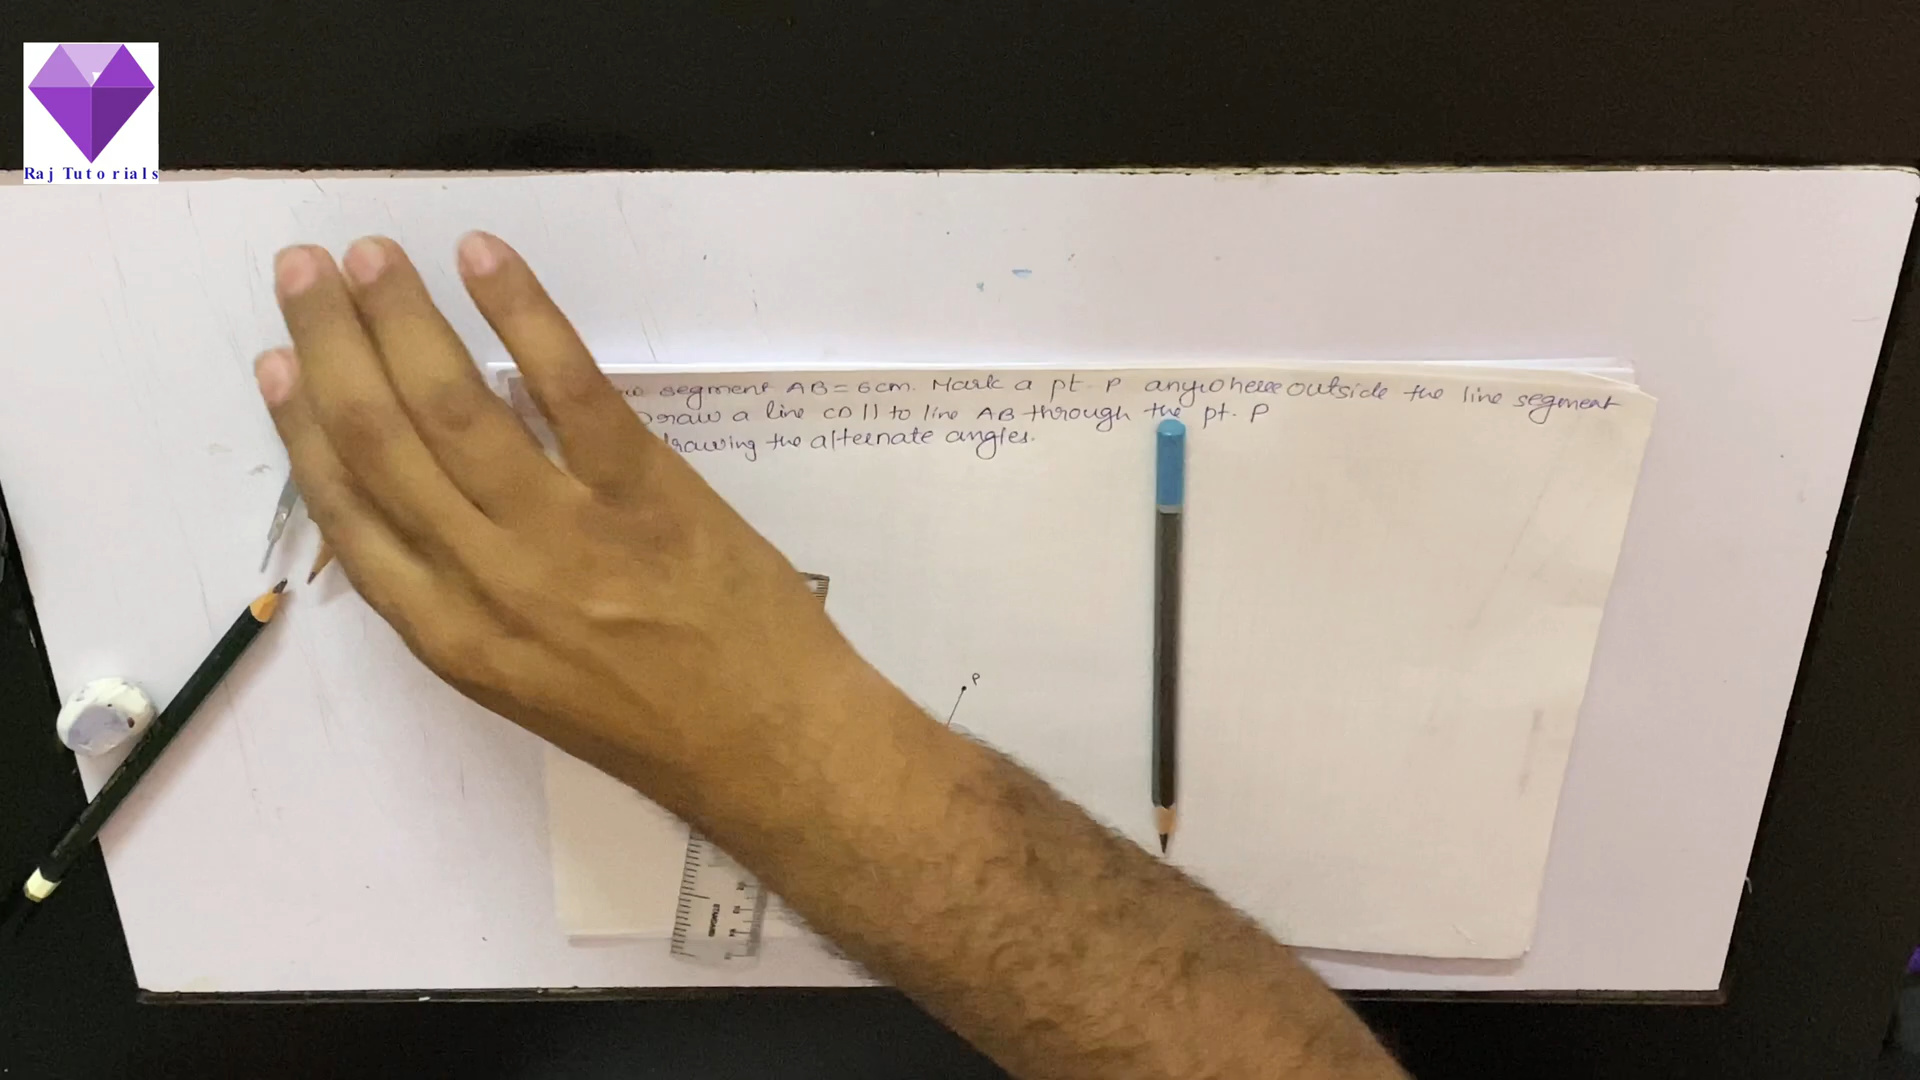 Raj Tutorials
segment AB = 6cm. Mark a pt. P anywhere outside the line segment
Draw a line CD || to line AB through the pt. P
drawing the alternate angles.
P